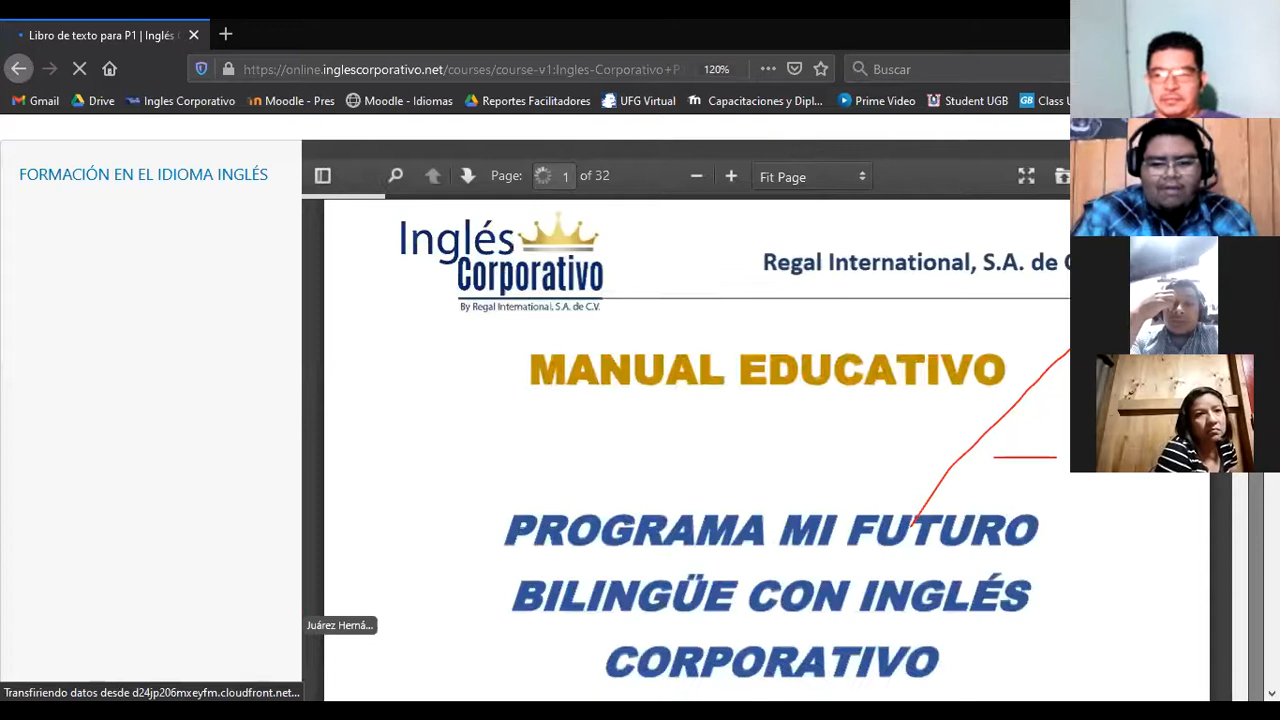 Libro de texto para P1 | Inglés
https://online.inglescorporativo.net/courses/course-v1:Ingles-Corporativo+P
120%
Buscar
Gmail
Drive
Ingles Corporativo
Moodle - Pres
Moodle - Idiomas
Reportes Facilitadores
UFG Virtual
Capacitaciones y Dipl...
Prime Video
Student UGB
GB
Class U
FORMACIÓN EN EL IDIOMA INGLÉS
Page:
1
of 32
Fit Page
Inglés
Corporativo
By Regal International, S.A. de C.V.
Regal International, S.A. de C
MANUAL EDUCATIVO
PROGRAMA MI FUTURO
BILINGÜE CON INGLÉS
CORPORATIVO
Juárez Herná...
Transfiriendo datos desde d24jp206mxeyfm.cloudfront.net...